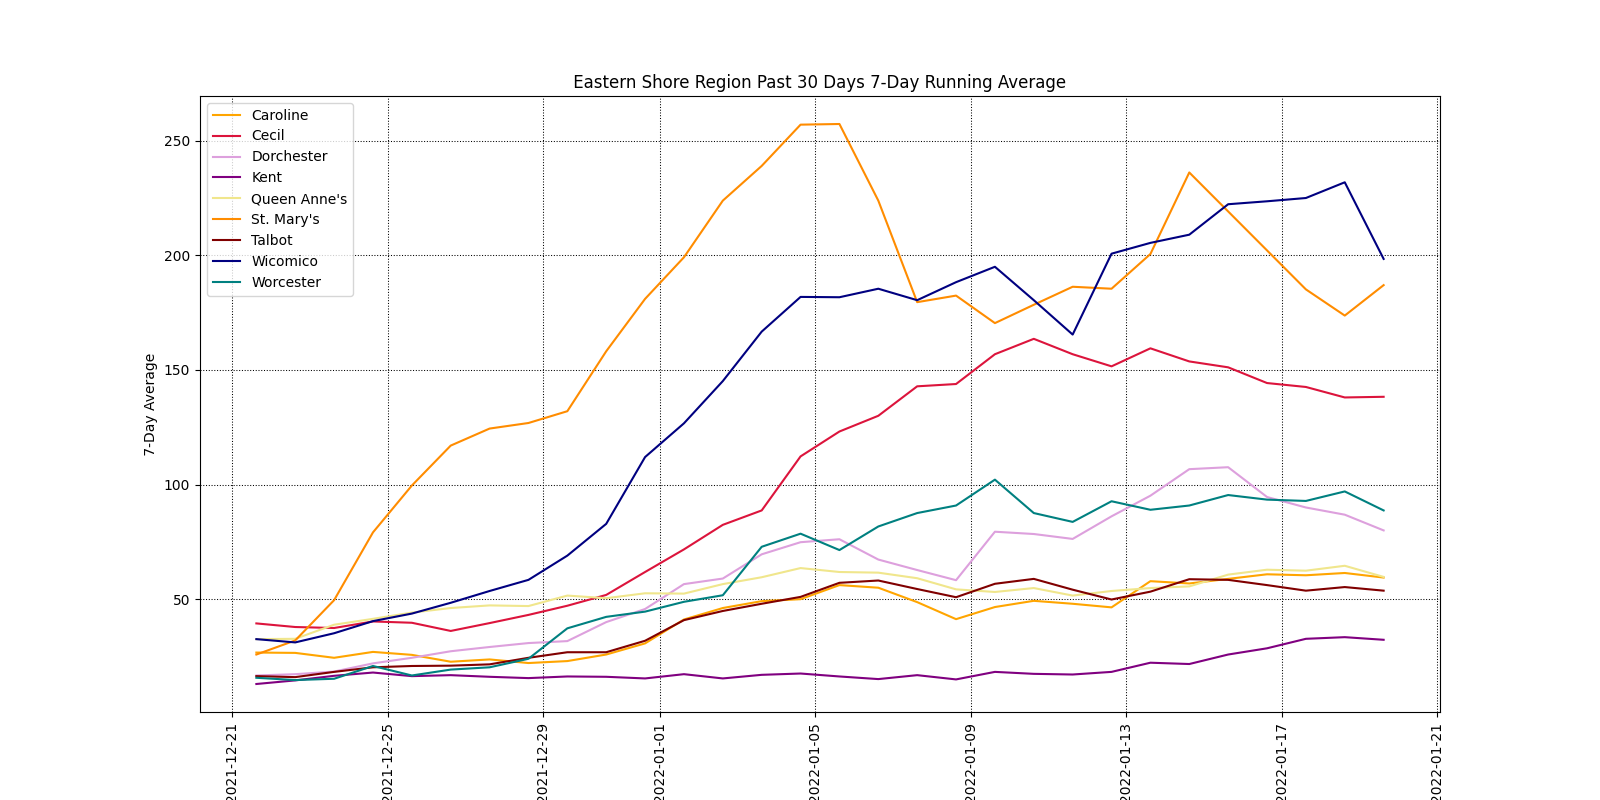 Eastern Shore Region Past 30 Days 7-Day Running Average
Caroline
Cecil
Dorchester
Kent
Queen Anne's
St. Mary's
Talbot
Wicomico
Worcester
7-Day Average
250
200
150
100
50
2021-12-21
2021-12-25
2021-12-29
2022-01-01
2022-01-05
2022-01-09
2022-01-13
2022-01-17
2022-01-21